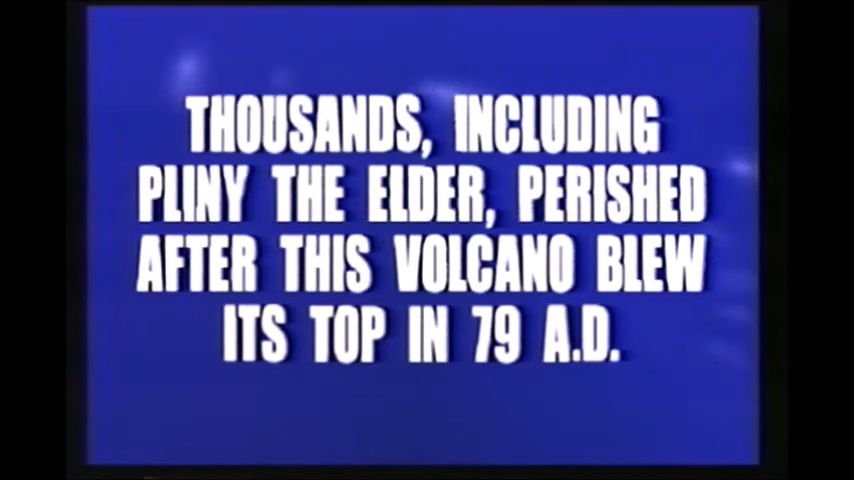 THOUSANDS, INCLUDING
PLINY THE ELDER, PERISHED
AFTER THIS VOLCANO BLEW
ITS TOP IN 79 A.D.